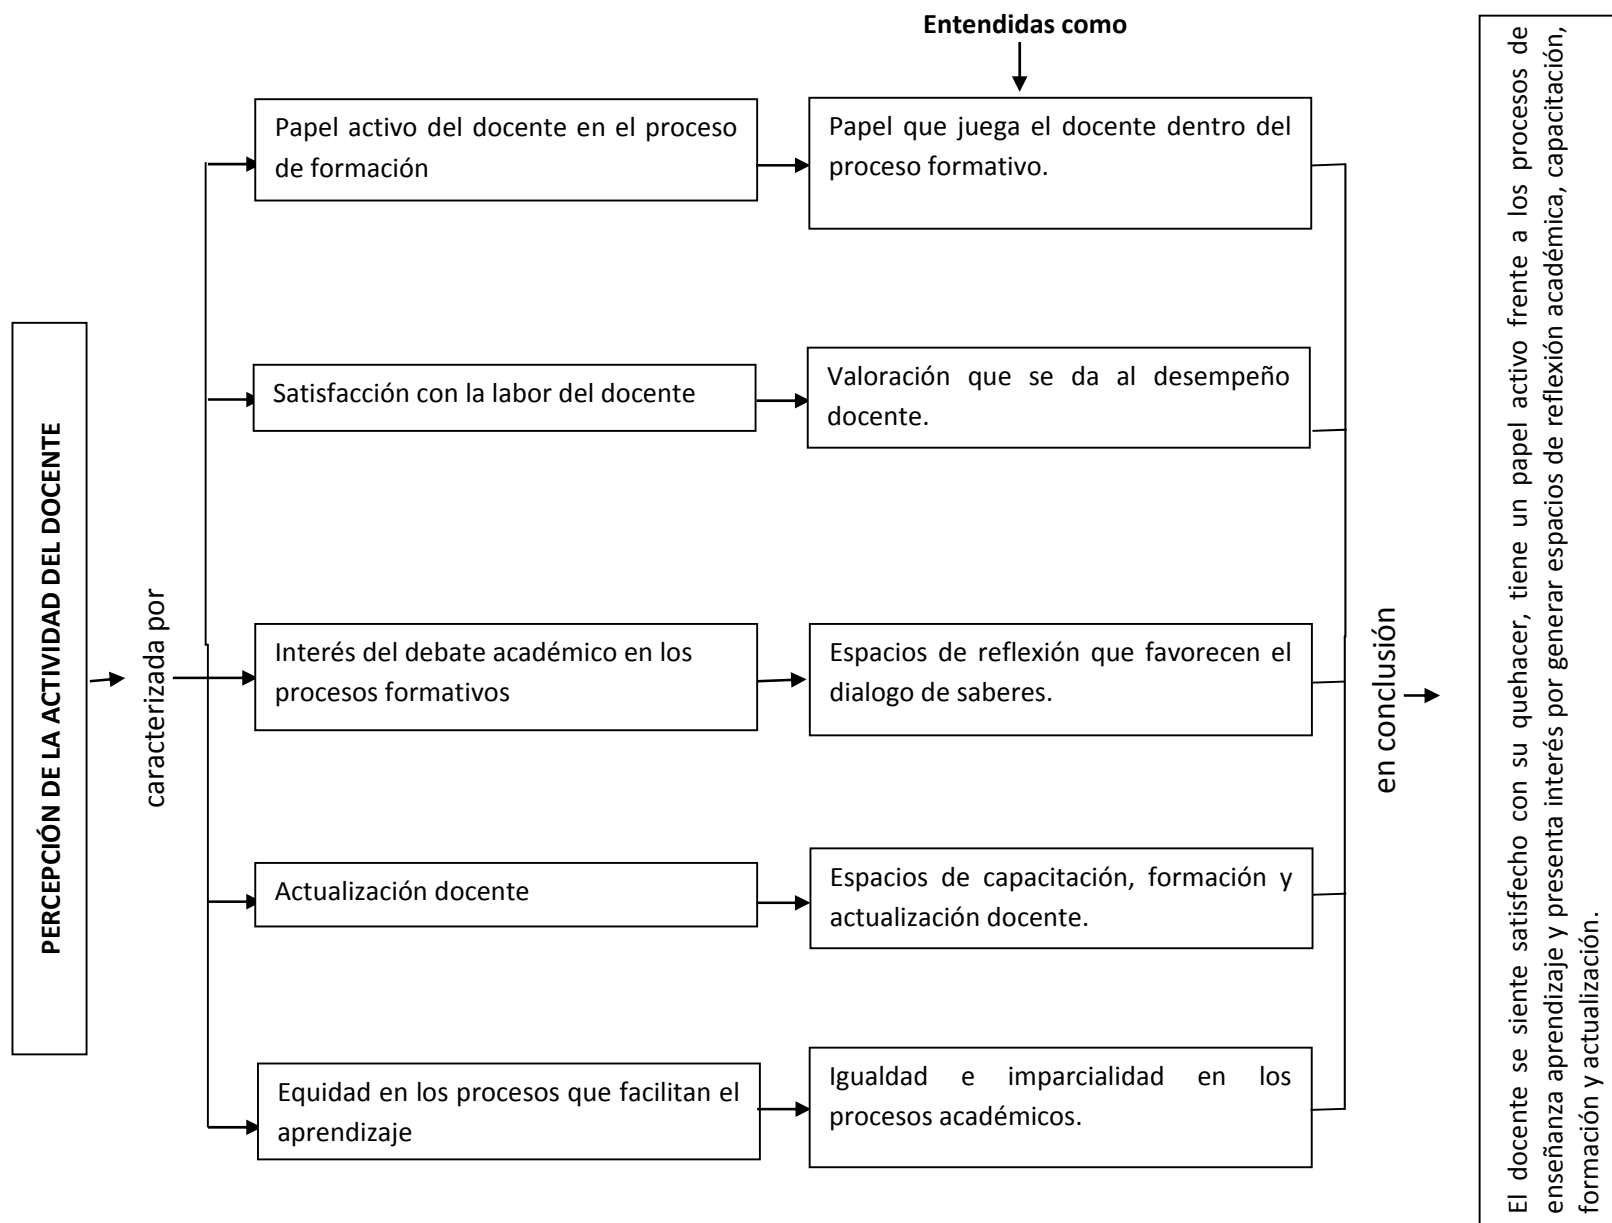 Entendidas como
PERCEPCIÓN DE LA ACTIVIDAD DEL DOCENTE
caracterizada por
Papel activo del docente en el proceso
de formación
Papel que juega el docente dentro del
proceso formativo.
Satisfacción con la labor del docente
Valoración que se da al desempeño
docente.
Interés del debate académico en los
procesos formativos
Espacios de reflexión que favorecen el
dialogo de saberes.
Actualización docente
Espacios de capacitación, formación y
actualización docente.
Equidad en los procesos que facilitan el
aprendizaje
Igualdad e imparcialidad en los
procesos académicos.
en conclusión
El docente se siente satisfecho con su quehacer, tiene un papel activo frente a los procesos de
enseñanza aprendizaje y presenta interés por generar espacios de reflexión académica, capacitación,
formación y actualización.